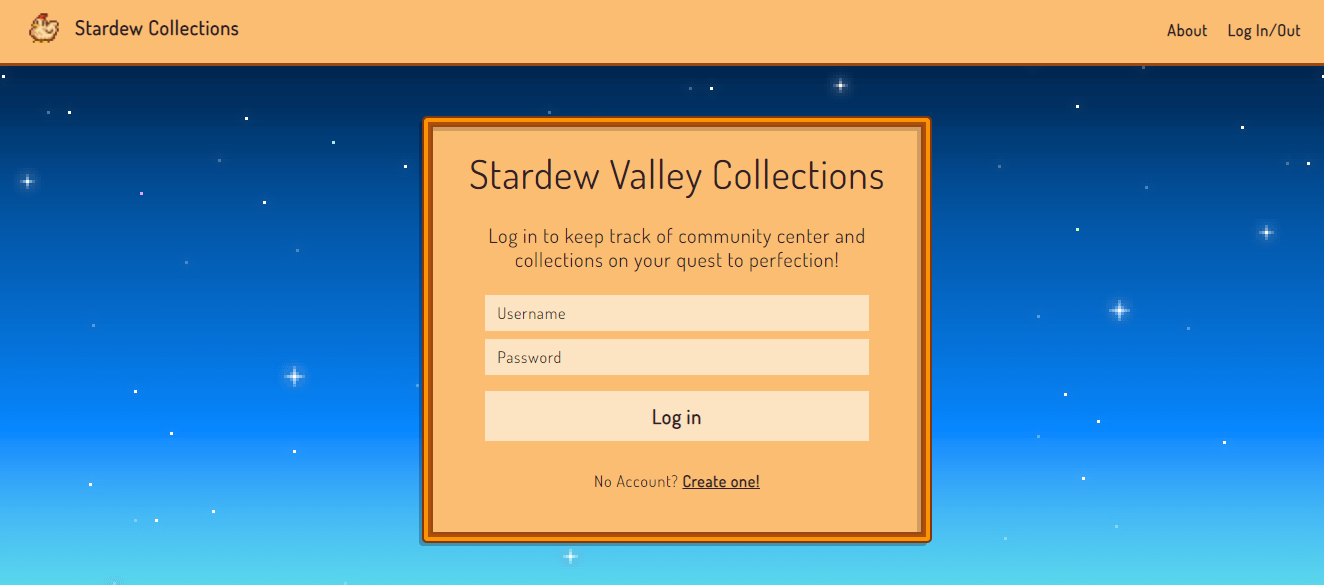 Stardew Collections
About
Log In/Out
Stardew Valley Collections
Log in to keep track of community center and
collections on your quest to perfection!
Username
Password
Log in
No Account? Create one!